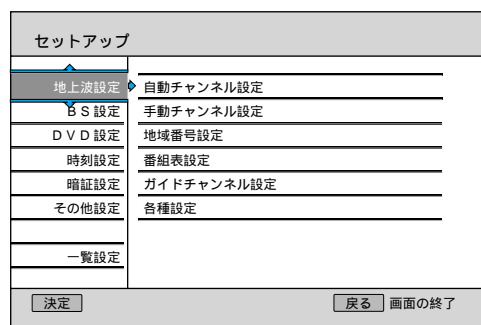 セットアップ
地上波設定
BS設定
DVD設定
時刻設定
暗証設定
その他設定
一覧設定
自動チャンネル設定
手動チャンネル設定
地域番号設定
番組表設定
ガイドチャンネル設定
各種設定
決定
戻る 画面の終了